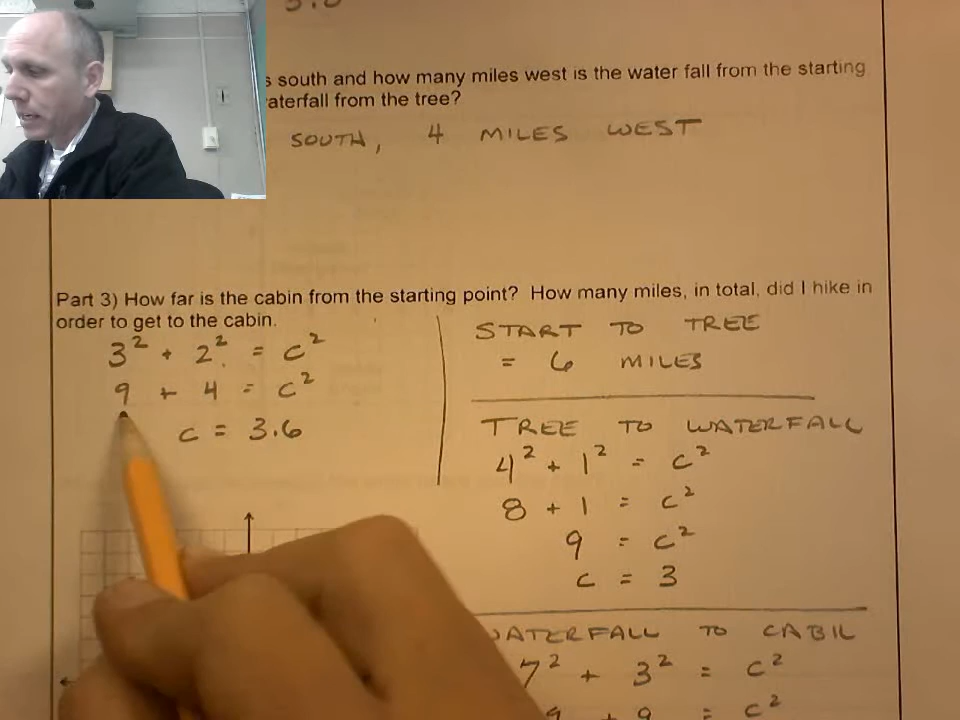 s south and how many miles west is the water fall from the starting
aterfall from the tree?
SOUTH, 4 MILES WEST
Part 3) How far is the cabin from the starting point? How many miles, in total, did I hike in
order to get to the cabin.
3² + 2² = c²
9 + 4 = c²
c = 3.6
START TO TREE
= 6 MILES
TREE TO WATERFALL
4² + 1² = c²
8 + 1 = c²
9 = c²
c = 3
WATERFALL TO CABIL
7² + 3² = c²
9 + 9 = c²